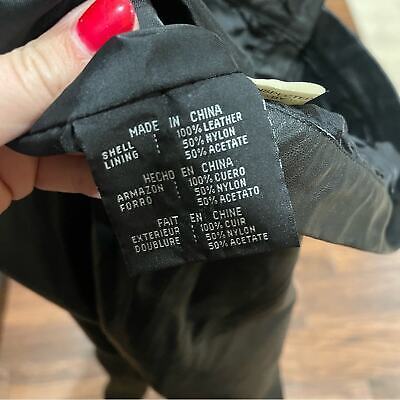 MADE IN CHINA
SHELL 100% LEATHER
LINING 50% NYLON
50% ACETATE
HECHO EN CHINA
ARMAZON 100% CUERO
FORRO 50% NYLON
50% ACETATO
FAIT EN CHINE
EXTERIEUR 100% CUIR
DOUBLURE 50% NYLON
50% ACETATE